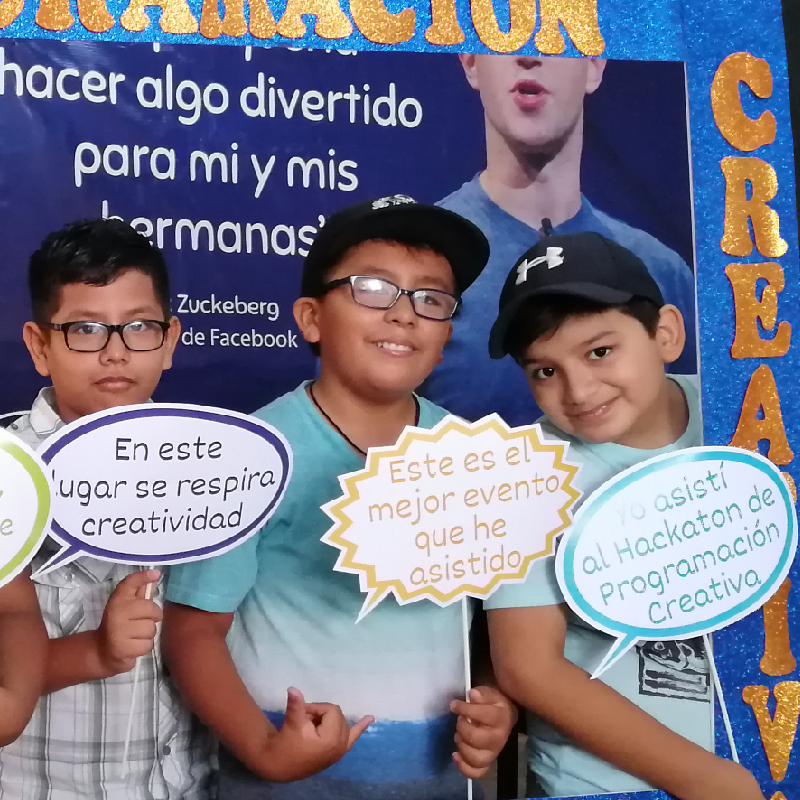 hacer algo divertido
para mi y mis
hermanas"
Zuckeberg
de Facebook
En este
lugar se respira
creatividad
Este es el
mejor evento
que he
asistido
Yo asistí
al Hackaton de
Programación
Creativa
CREATIV